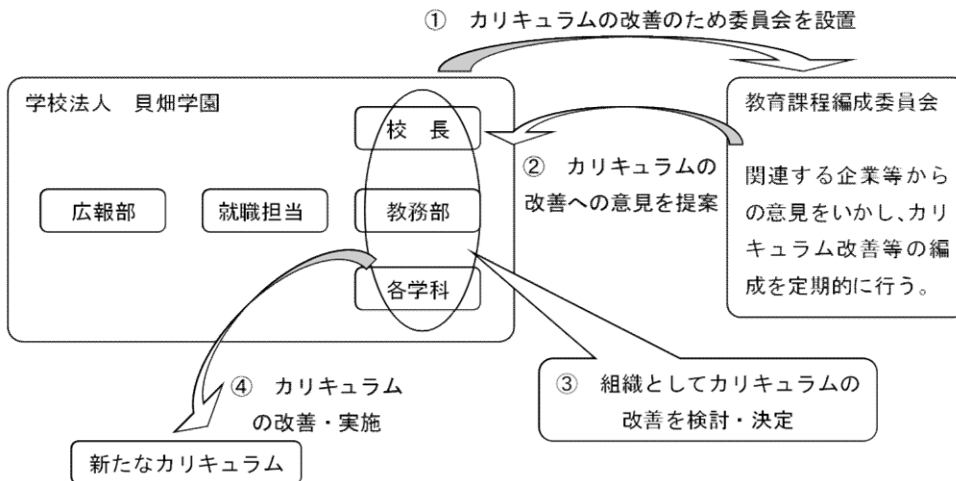 ① カリキュラムの改善のため委員会を設置
学校法人 貝畑学園
校 長
広報部
就職担当
教務部
各学科
教育課程編成委員会
関連する企業等から
の意見をいかし、カリ
キュラム改善等の編
成を定期的に行う。
② カリキュラムの
改善への意見を提案
③ 組織としてカリキュラムの
改善を検討・決定
④ カリキュラム
の改善・実施
新たなカリキュラム